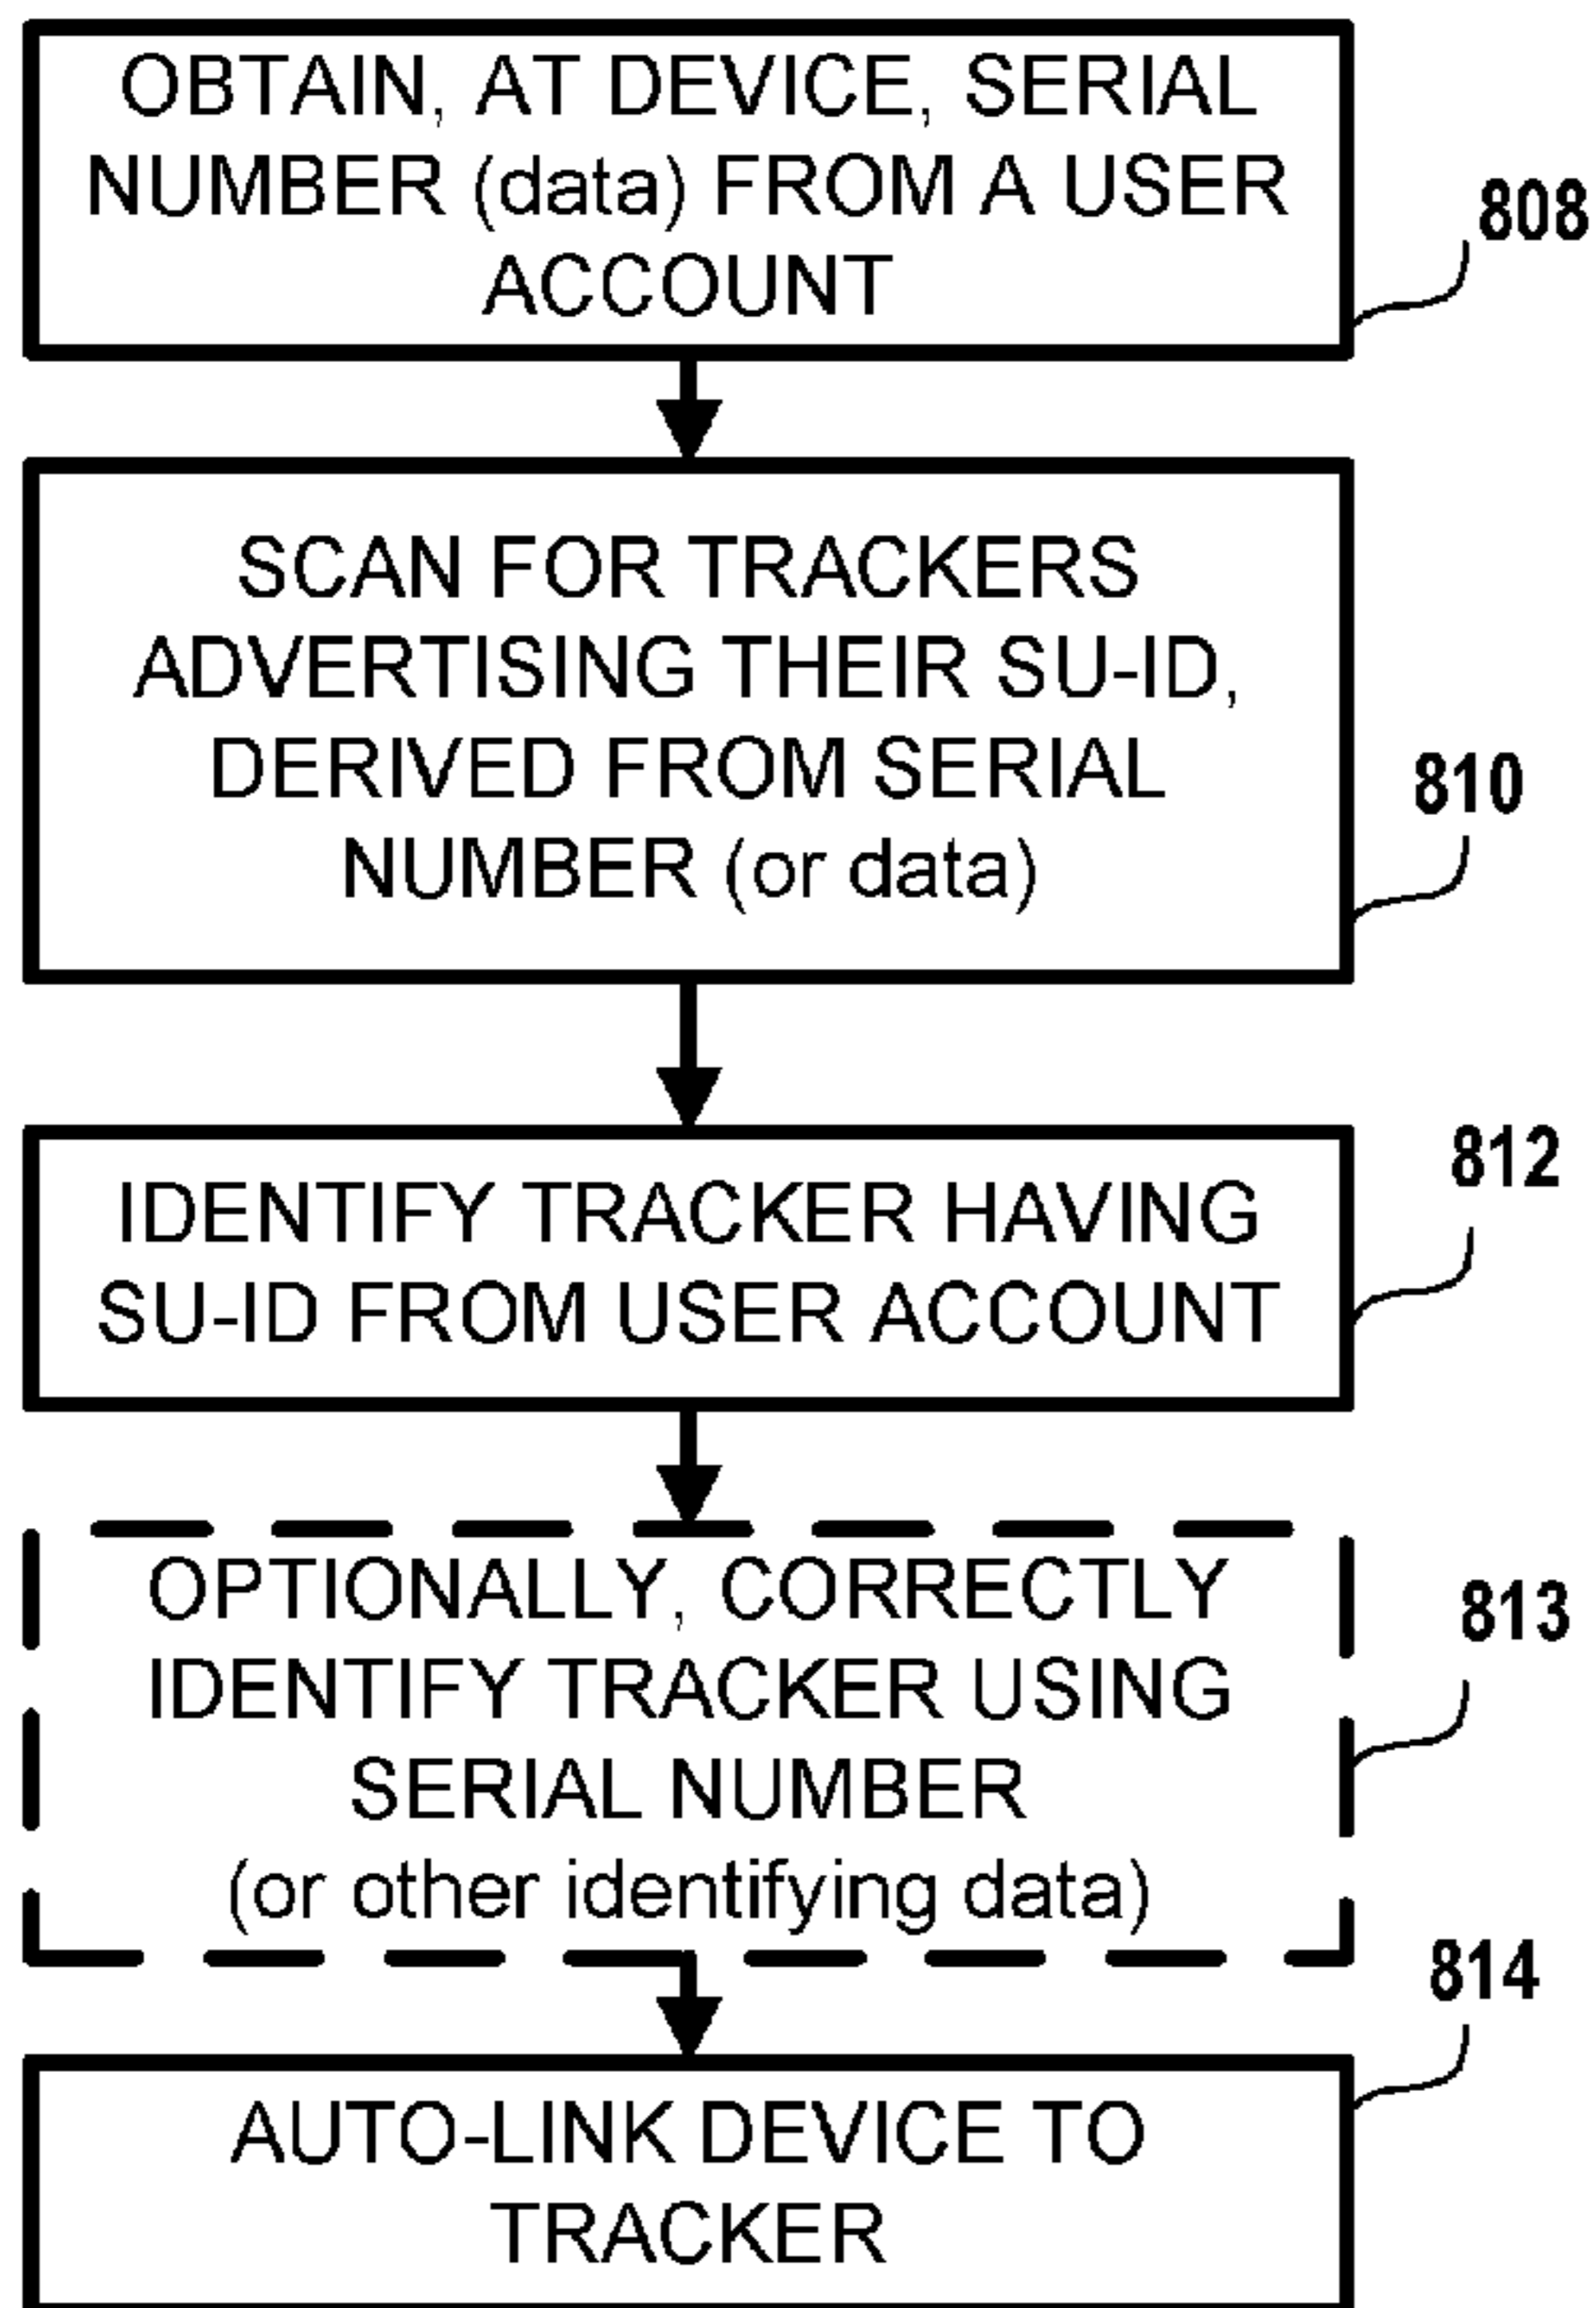 OBTAIN, AT DEVICE, SERIAL
NUMBER (data) FROM A USER
ACCOUNT
808
SCAN FOR TRACKERS
ADVERTISING THEIR SU-ID,
DERIVED FROM SERIAL
NUMBER (or data)
810
IDENTIFY TRACKER HAVING
SU-ID FROM USER ACCOUNT
812
OPTIONALLY, CORRECTLY
IDENTIFY TRACKER USING
SERIAL NUMBER
(or other identifying data)
813
AUTO-LINK DEVICE TO
TRACKER
814